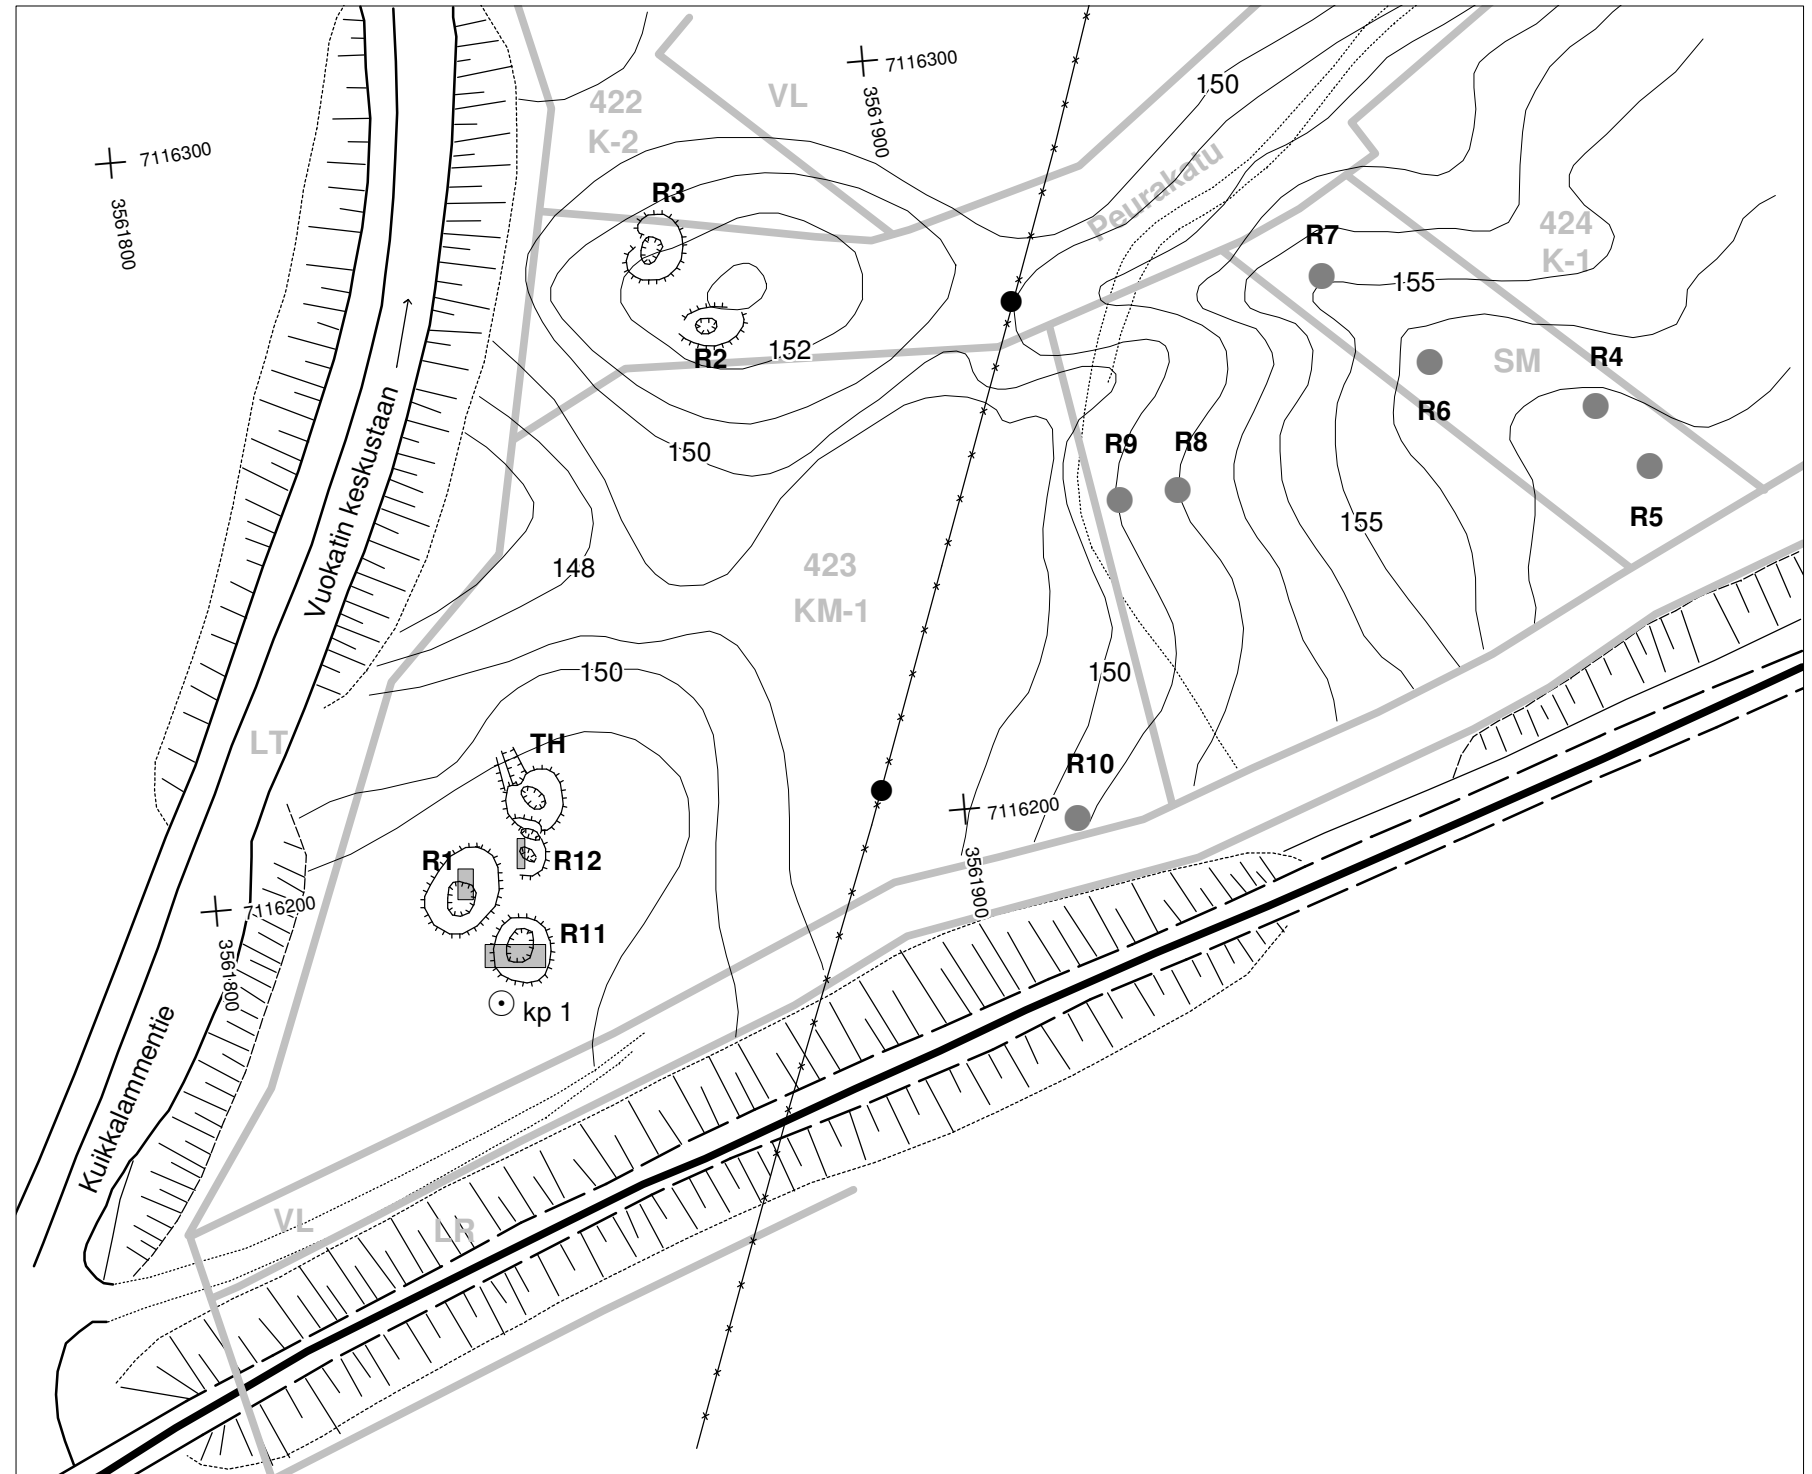 150
7116300
422
VL
K-2
3561900
7116300
Peurakatu
R3
424
3561800
R7
K-1
155
152
R2
SM
R4
R6
150
R9
R8
Vuokatin keskustaan
R5
155
148
423
KM-1
150
150
LT
TH
R10
7116200
R1
R12
3561900
7116200
R11
3561800
kp 1
Kuikkalammentie
VL
LR